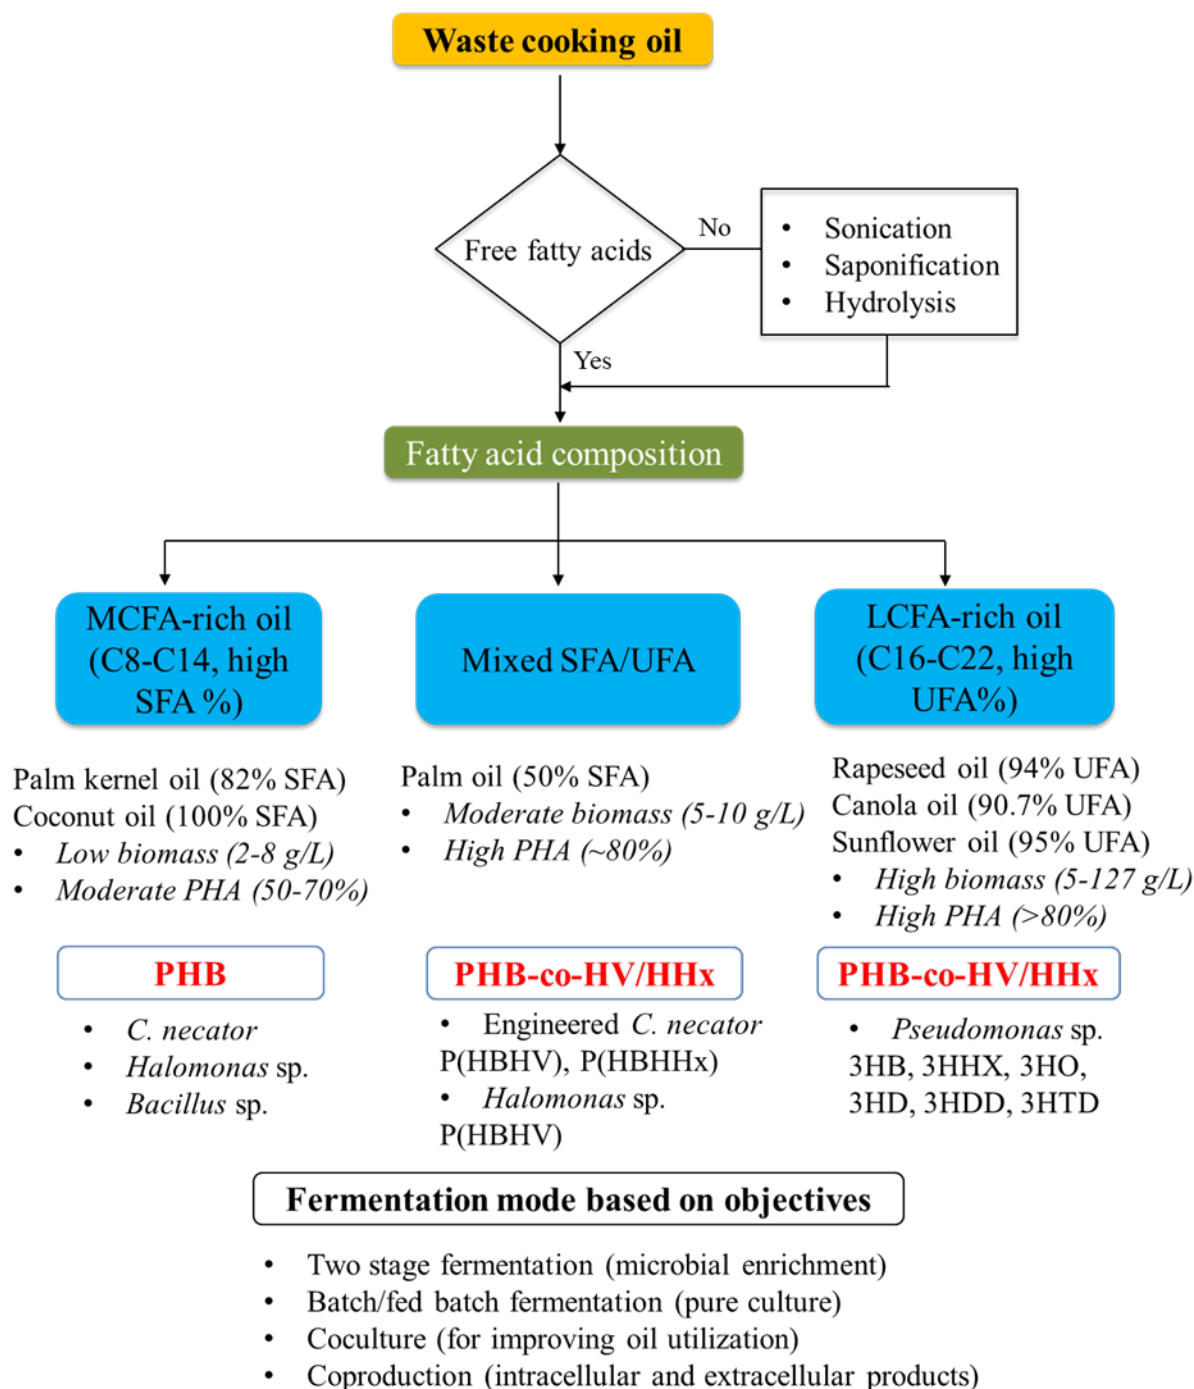 Waste cooking oil
Free fatty acids
No
• Sonication
• Saponification
• Hydrolysis
Yes
Fatty acid composition
MCFA-rich oil
(C8-C14, high
SFA %)
Mixed SFA/UFA
LCFA-rich oil
(C16-C22, high
UFA%)
Palm kernel oil (82% SFA)
Coconut oil (100% SFA)
• Low biomass (2-8 g/L)
• Moderate PHA (50-70%)
Palm oil (50% SFA)
• Moderate biomass (5-10 g/L)
• High PHA (~80%)
Rapeseed oil (94% UFA)
Canola oil (90.7% UFA)
Sunflower oil (95% UFA)
• High biomass (5-127 g/L)
• High PHA (>80%)
PHB
• C. necator
• Halomonas sp.
• Bacillus sp.
PHB-co-HV/HHx
• Engineered C. necator
P(HBHV), P(HBHHx)
• Halomonas sp.
P(HBHV)
PHB-co-HV/HHx
• Pseudomonas sp.
3HB, 3HHX, 3HO,
3HD, 3HDD, 3HTD
Fermentation mode based on objectives
• Two stage fermentation (microbial enrichment)
• Batch/fed batch fermentation (pure culture)
• Coculture (for improving oil utilization)
• Coproduction (intracellular and extracellular products)